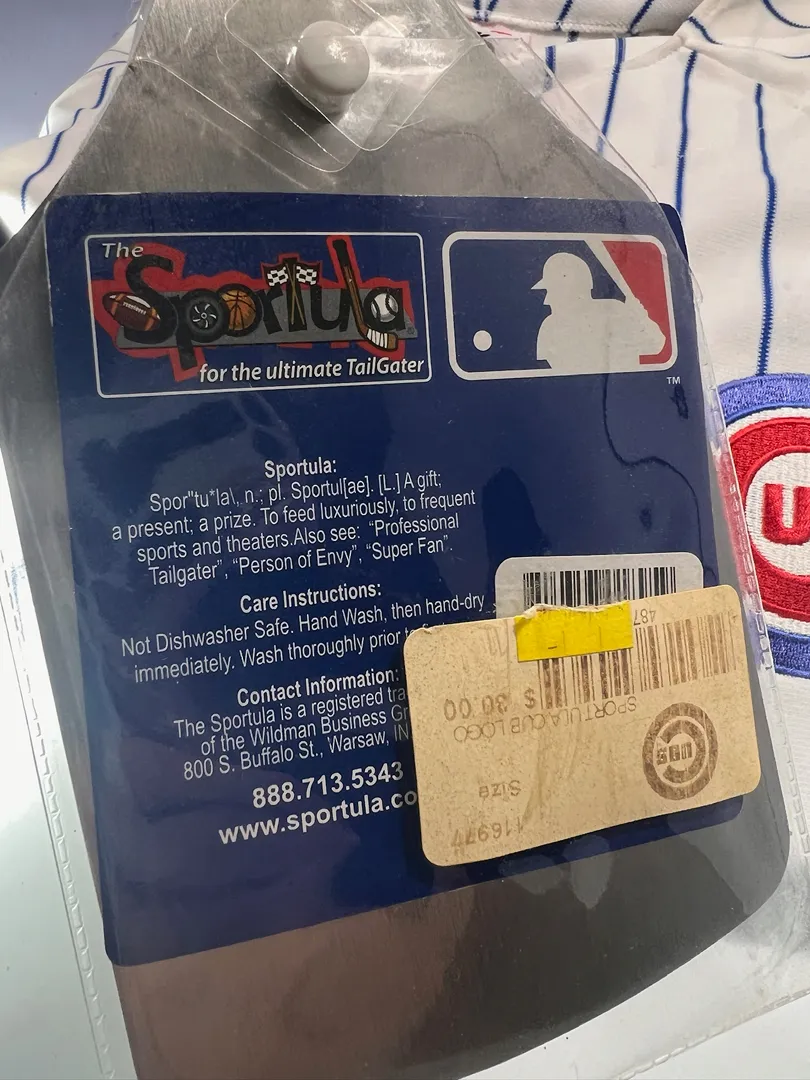 The
Sportula
for the ultimate TailGater
TM
Sportula:
Spor"tu*la\, n.; pl. Sportul[ae]. [L.] A gift;
a present; a prize. To feed luxuriously, to frequent
sports and theaters.Also see: “Professional
Tailgater”, “Person of Envy”, “Super Fan”.
Care Instructions:
Not Dishwasher Safe. Hand Wash, then hand-dry
immediately. Wash thoroughly prior
Contact Information:
The Sportula is a registered
of the Wildman Business
800 S. Buffalo St., Warsaw, IN
888.713.5343
www.sportula.co
116977
Size
SPORTULA CUB LOGO
$ 30.00
487